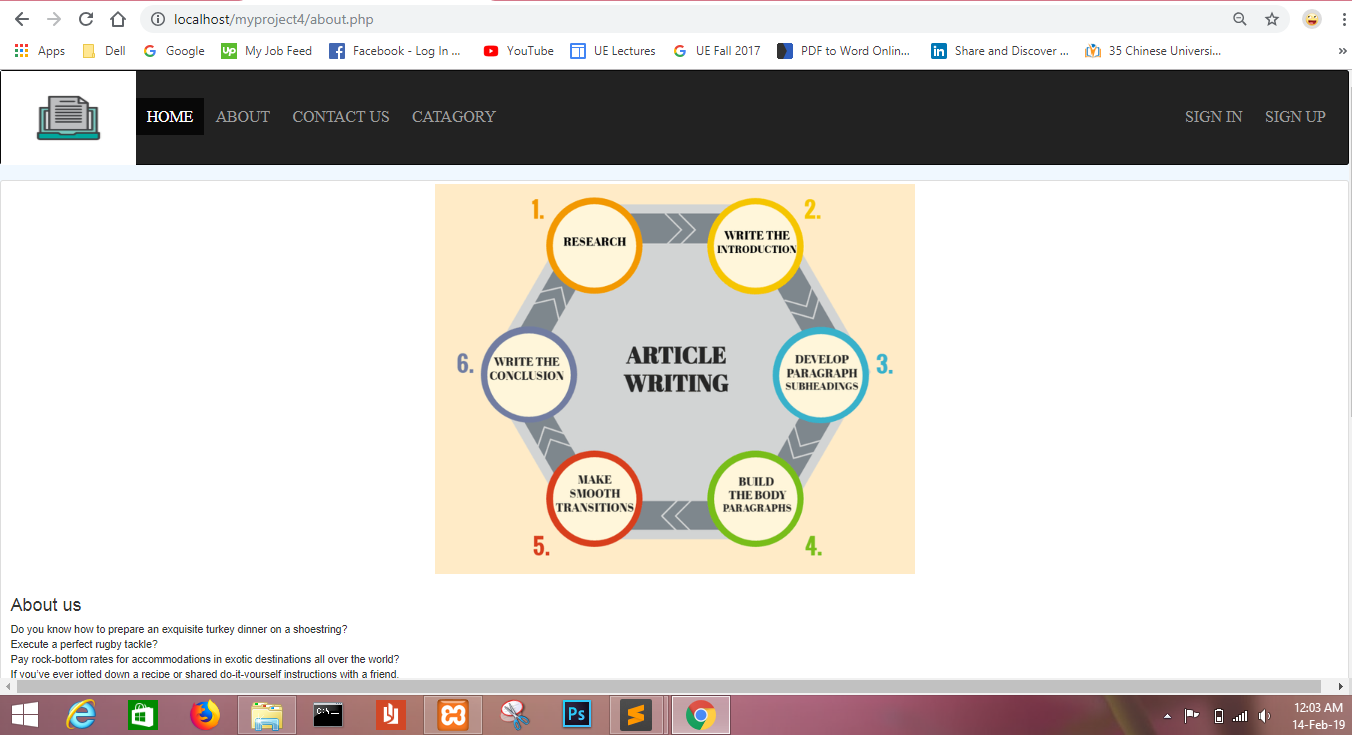 localhost/myproject4/about.php
Apps Dell Google My Job Feed Facebook - Log In ... YouTube UE Lectures UE Fall 2017 PDF to Word Onlin... Share and Discover ... 35 Chinese Universi... »
HOME ABOUT CONTACT US CATAGORY SIGN IN SIGN UP
1.
RESEARCH
2.
WRITE THE
INTRODUCTION
3.
DEVELOP
PARAGRAPH
SUBHEADINGS
ARTICLE
WRITING
6.
WRITE THE
CONCLUSION
MAKE
SMOOTH
TRANSITIONS
5.
BUILD
THE BODY
PARAGRAPHS
4.
About us
Do you know how to prepare an exquisite turkey dinner on a shoestring?
Execute a perfect rugby tackle?
Pay rock-bottom rates for accommodations in exotic destinations all over the world?
If you've ever jotted down a recipe or shared do-it-yourself instructions with a friend,
Up
in
C:\.
Ps
12:03 AM
14-Feb-19